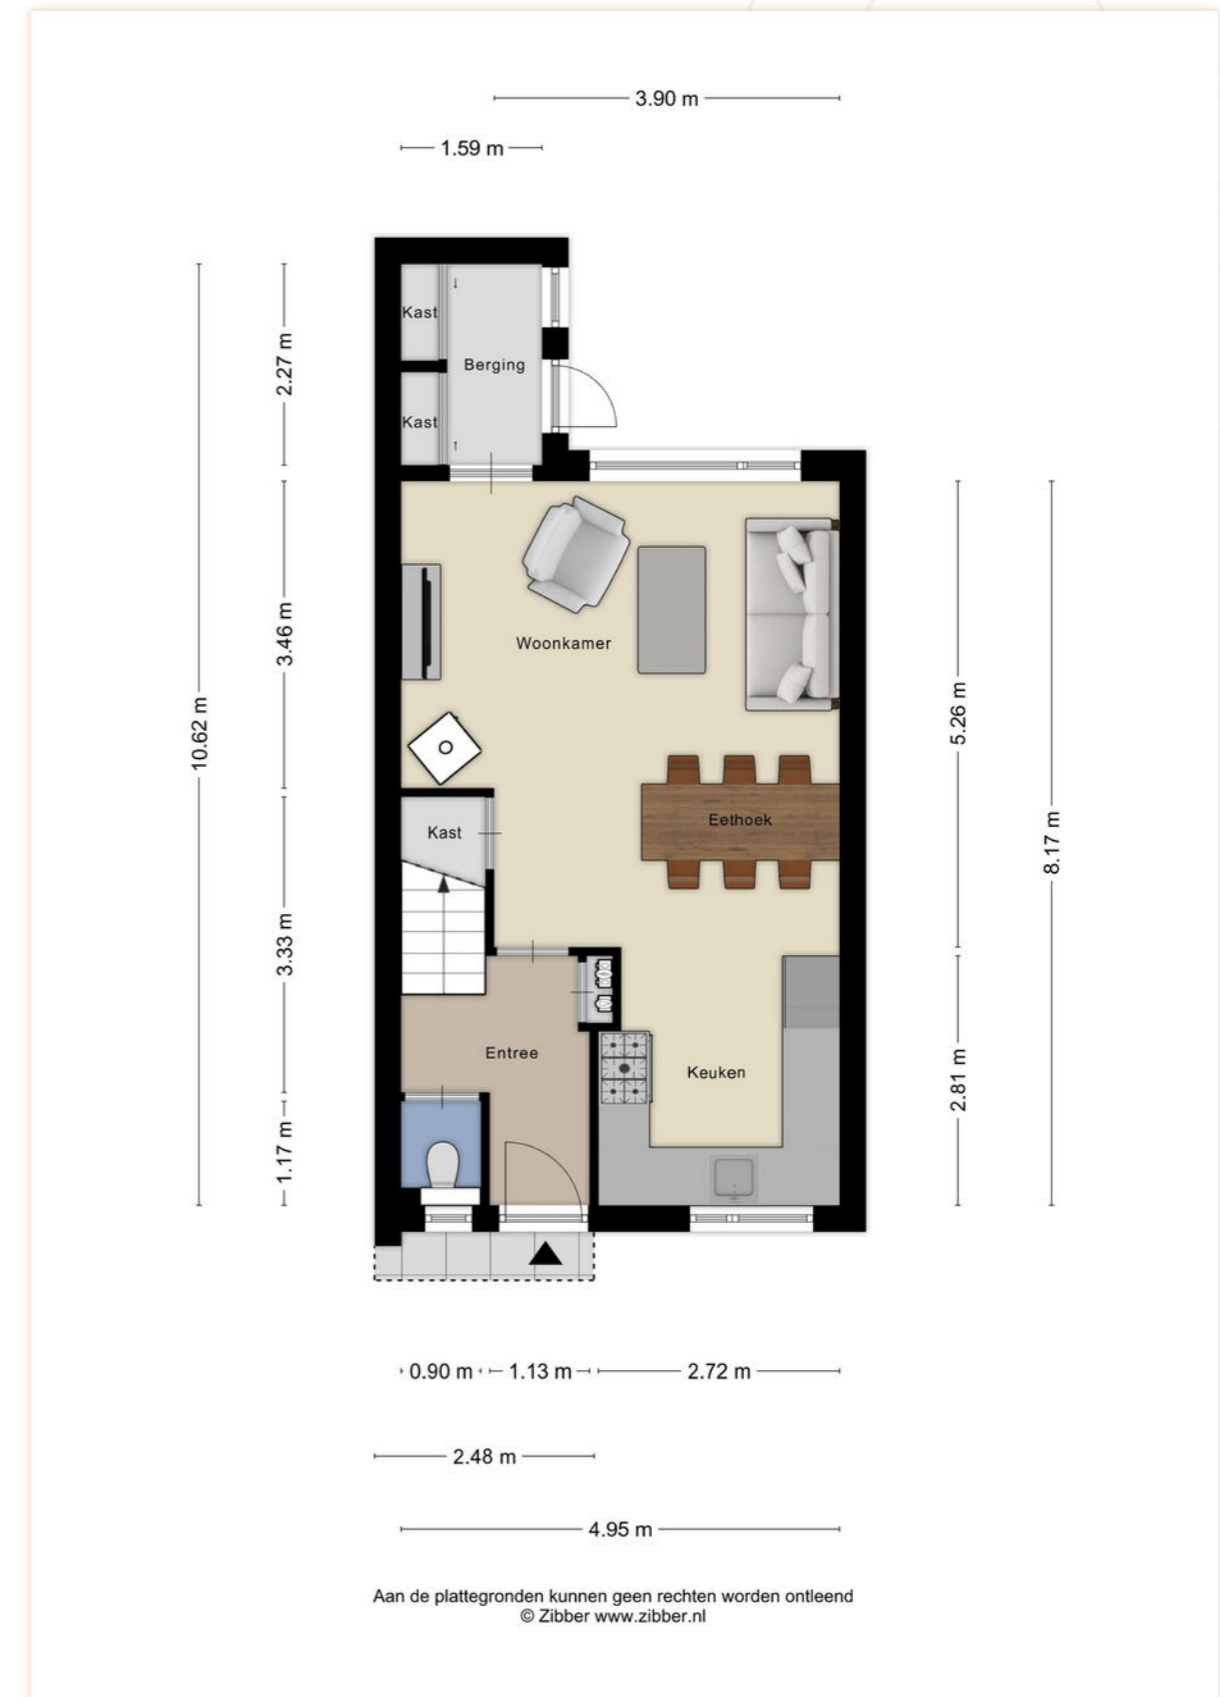 3.90 m
1.59 m
Kast
Berging
Kast
2.27 m
3.46 m
10.62 m
Woonkamer
5.26 m
Eethoek
Kast
8.17 m
3.33 m
Entree
Keuken
2.81 m
1.17 m
0.90 m
1.13 m
2.72 m
2.48 m
4.95 m
Aan de plattegronden kunnen geen rechten worden ontleend
© Zibber www.zibber.nl